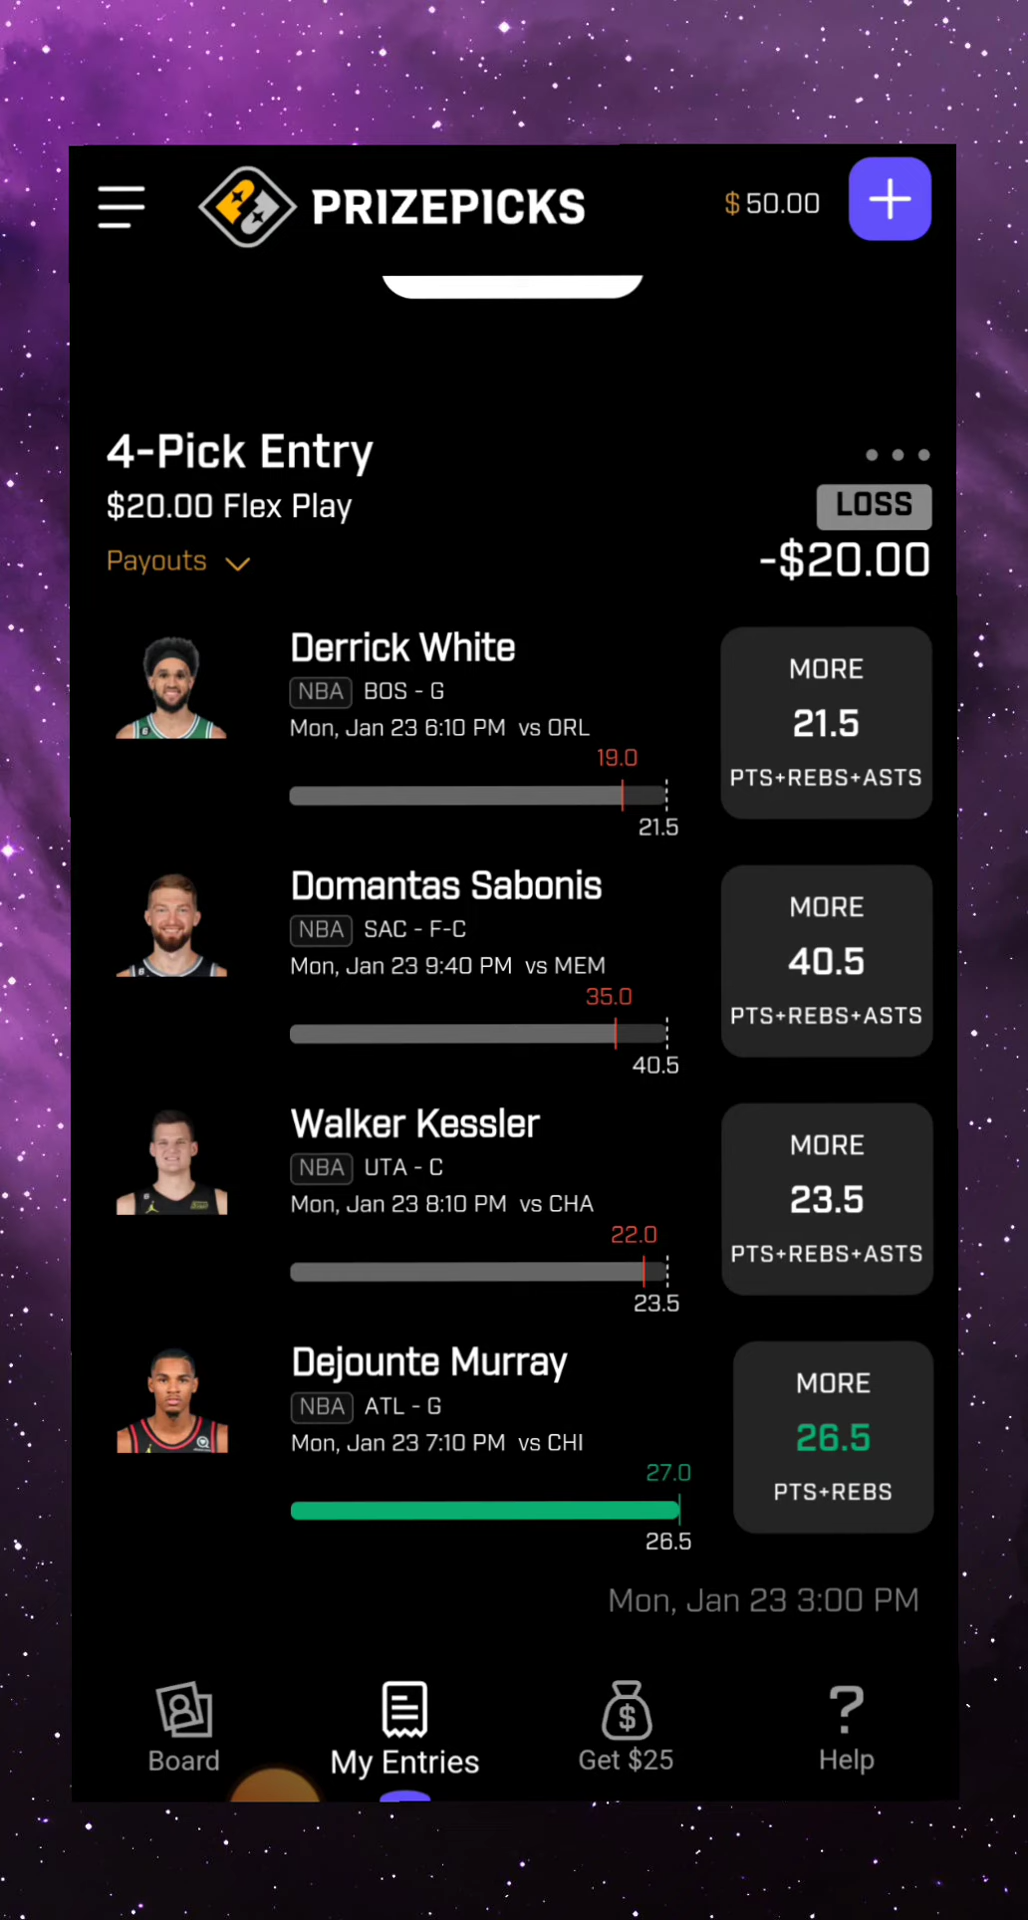 PRIZEPICKS
$ 50.00
4-Pick Entry
$20.00 Flex Play
LOSS
Payouts
-$20.00
Derrick White
NBA BOS - G
Mon, Jan 23 6:10 PM vs ORL
19.0
21.5
MORE
21.5
PTS+REBS+ASTS
Domantas Sabonis
NBA SAC - F-C
Mon, Jan 23 9:40 PM vs MEM
35.0
40.5
MORE
40.5
PTS+REBS+ASTS
Walker Kessler
NBA UTA - C
Mon, Jan 23 8:10 PM vs CHA
22.0
23.5
MORE
23.5
PTS+REBS+ASTS
Dejounte Murray
NBA ATL - G
Mon, Jan 23 7:10 PM vs CHI
27.0
26.5
MORE
26.5
PTS+REBS
Mon, Jan 23 3:00 PM
Board
My Entries
Get $25
Help